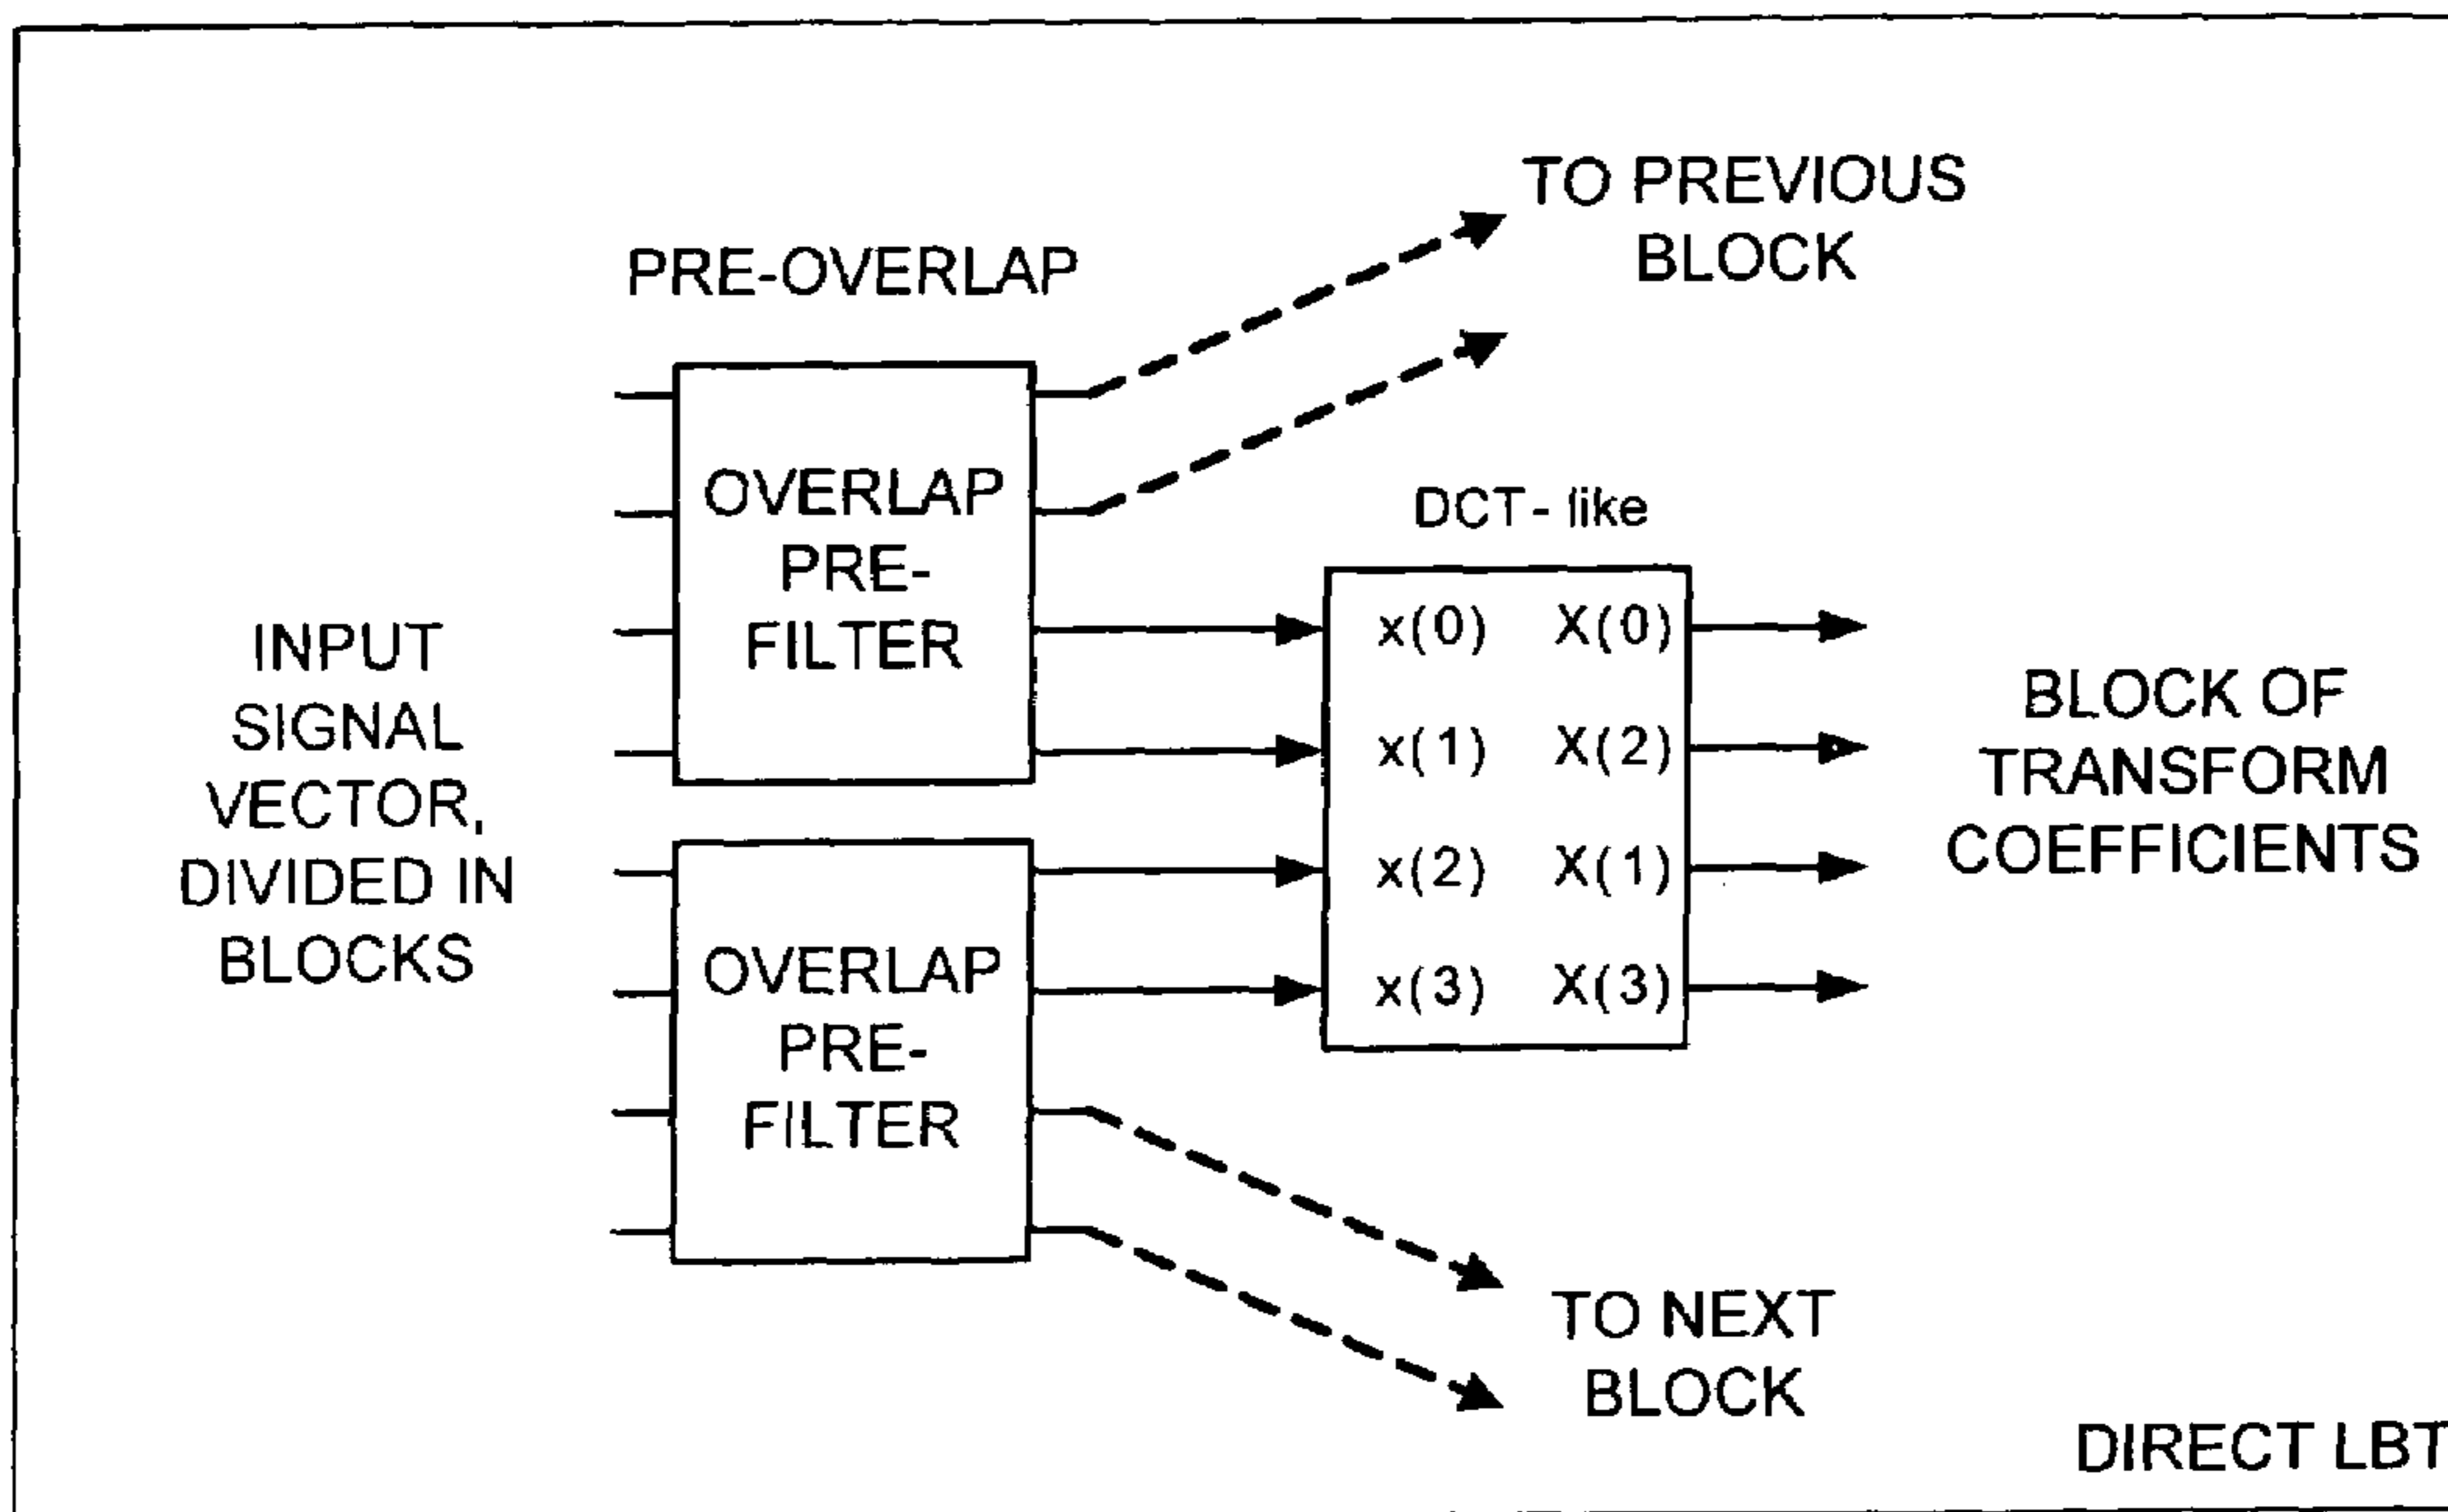 TO PREVIOUS
BLOCK
PRE-OVERLAP
OVERLAP
PRE-
FILTER
DCT- like
INPUT
SIGNAL
VECTOR,
DIVIDED IN
BLOCKS
x(0) X(0)
x(1) X(2)
x(2) X(1)
x(3) X(3)
BLOCK OF
TRANSFORM
COEFFICIENTS
OVERLAP
PRE-
FILTER
TO NEXT
BLOCK
DIRECT LBT